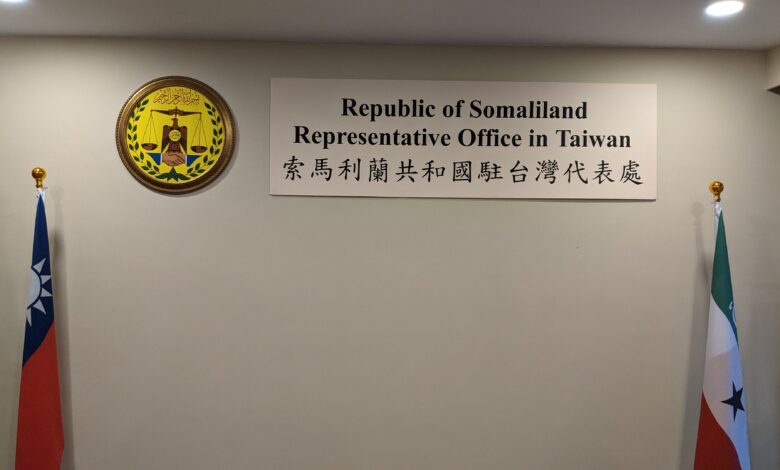 Republic of Somaliland
Representative Office in Taiwan
索馬利蘭共和國駐台灣代表處